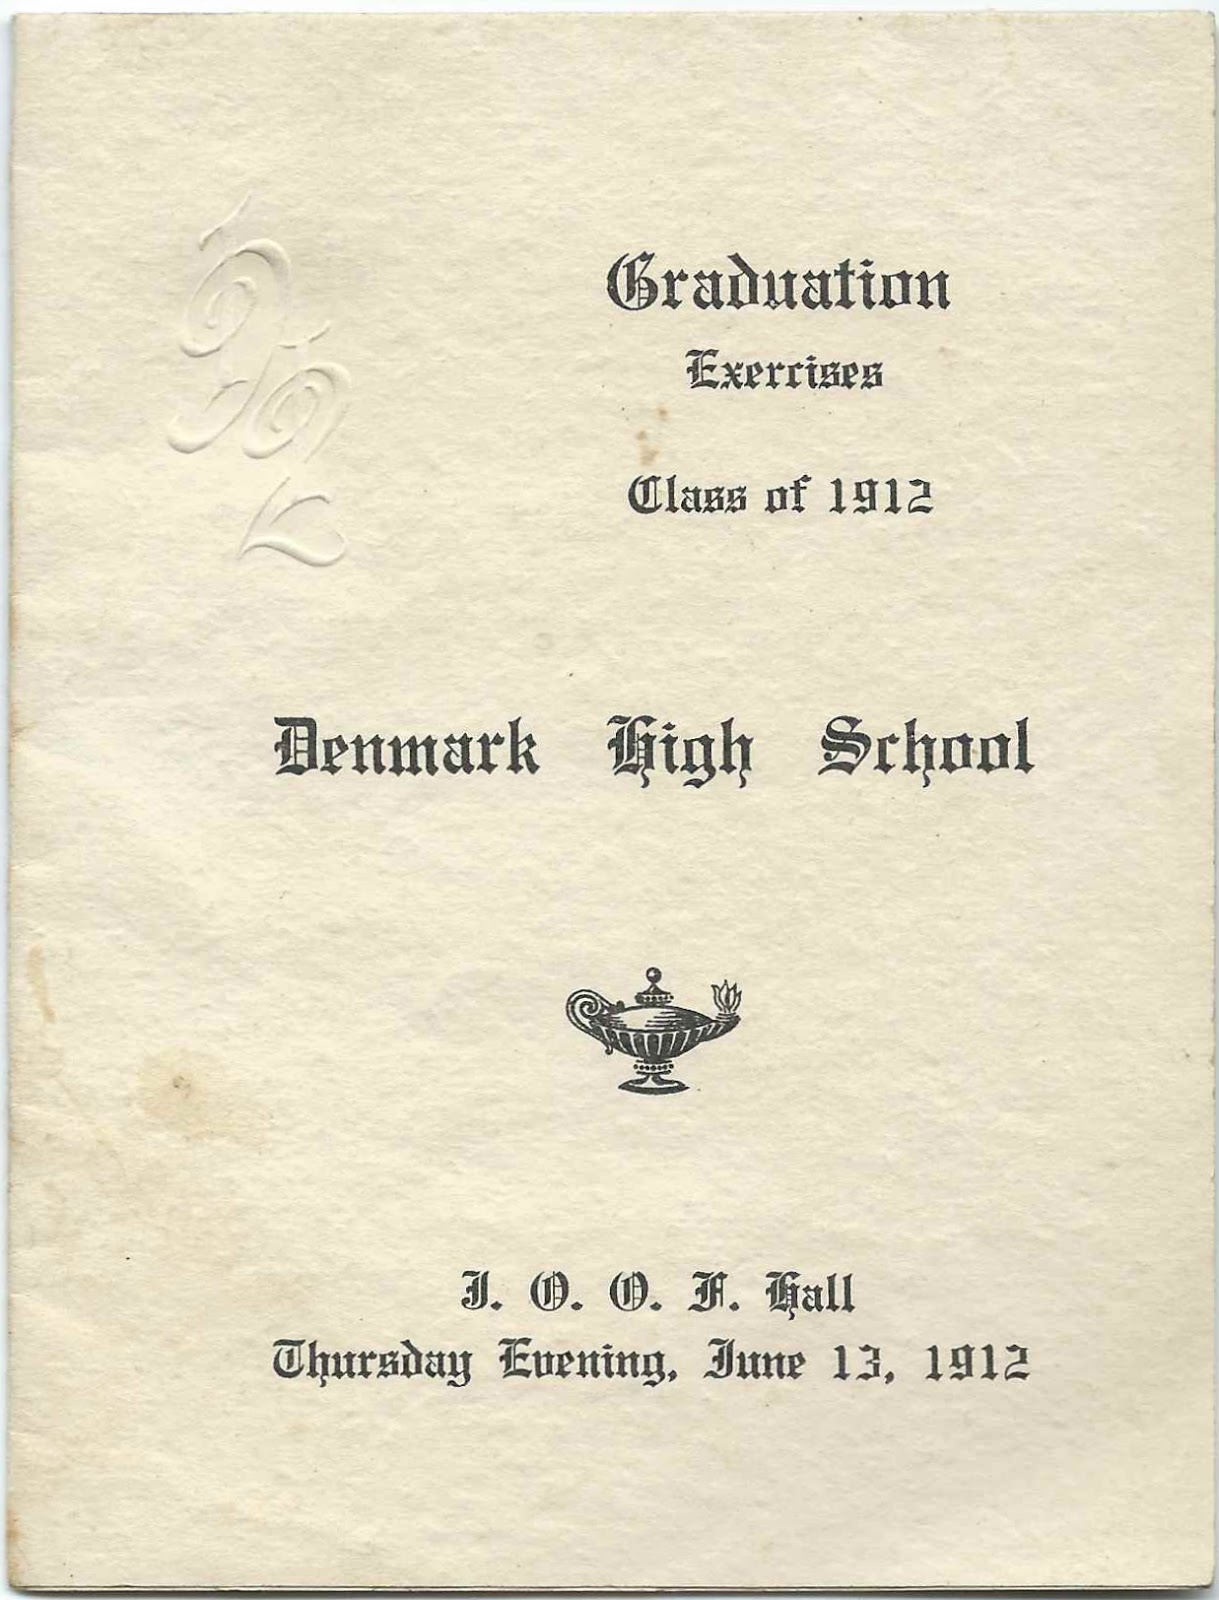 Graduation
Exercises
Class of 1912
Denmark High School
I. O. O. F. Hall
Thursday Evening, June 13, 1912